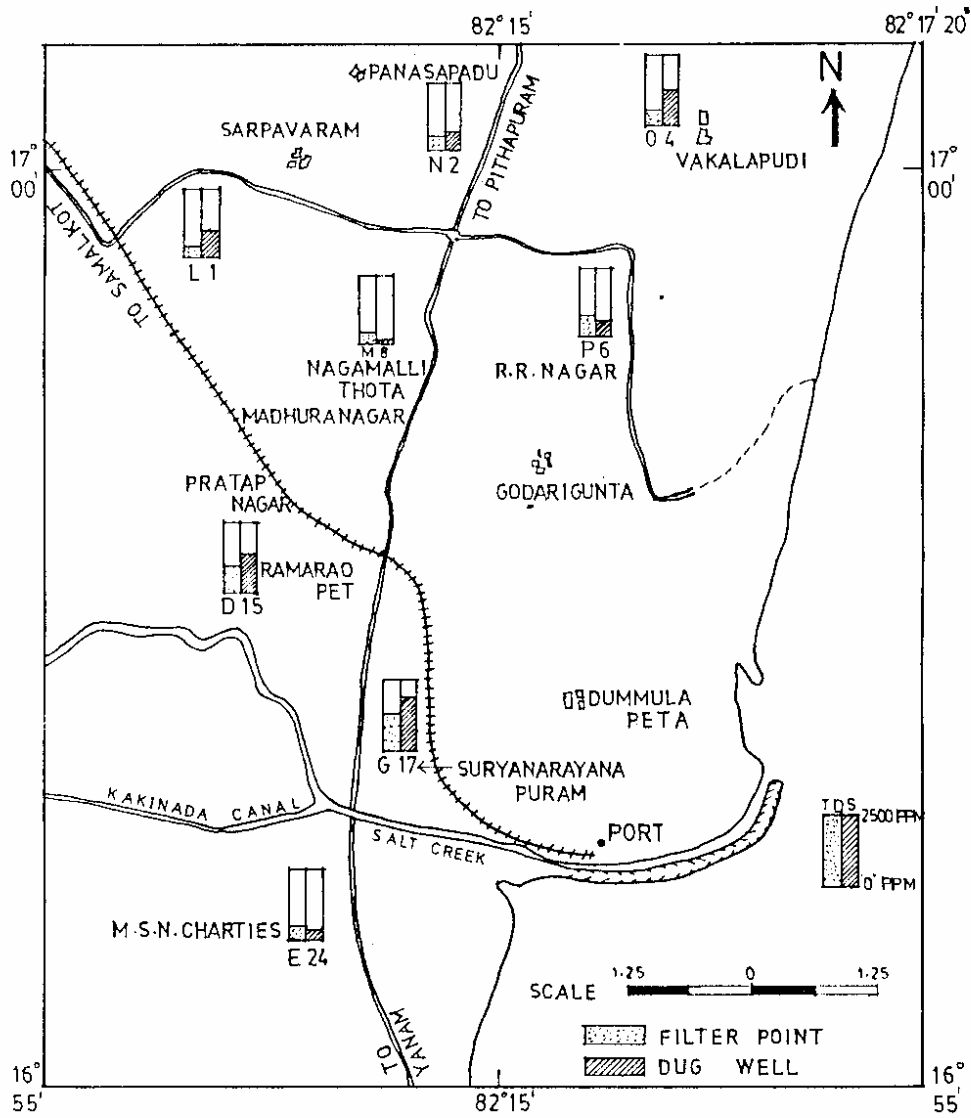 82° 15'
82° 17' 20"
PANASAPADU
N
SARPAVARAM
N 2
TO PITHAPURAM
O 4
VAKALAPUDI
17°
00'
17°
00'
L 1
TO SAMALKOT
M 8
NAGAMALLI
THOTA
P 6
R.R. NAGAR
MADHURANAGAR
PRATAP
NAGAR
GODARIGUNTA
RAMARAO
PET
D 15
DUMMULA
PETA
G 17
SURYANARAYANA
PURAM
KAKINADA CANAL
SALT CREEK
PORT
TDS
2500 PPM
0 PPM
M.S.N. CHARTIES
E 24
SCALE
1.25 0 1.25
FILTER POINT
DUG WELL
TO YANAM
16°
55'
82° 15'
16°
55'